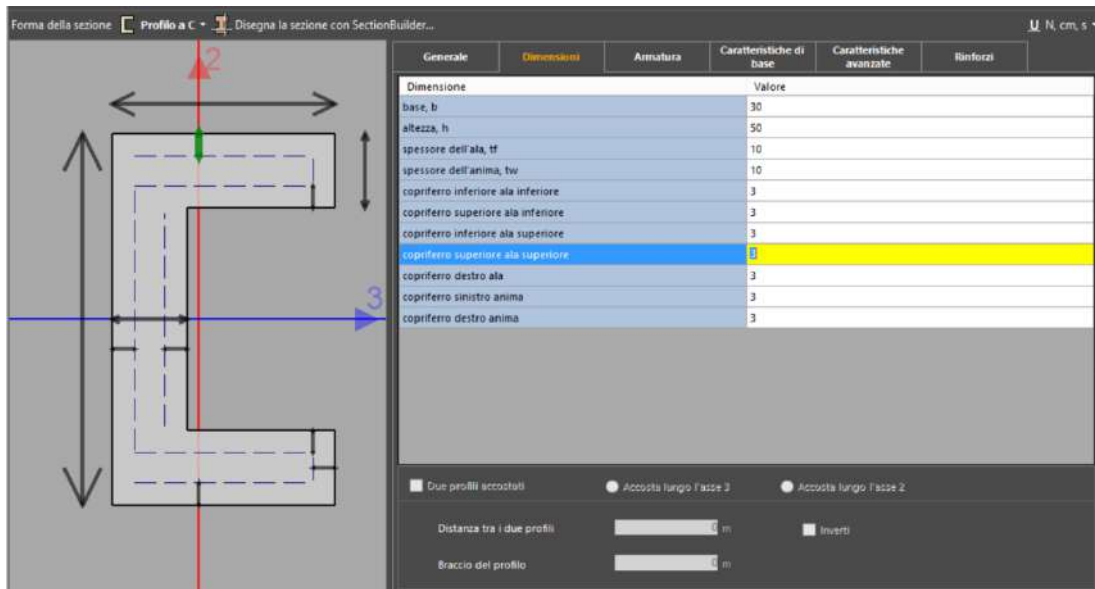 Forma della sezione Profilo a C Disegna la sezione con SectionBuilder... U N, cm, s
2
3
Generale Dimensioni Armatura Caratteristiche di base Caratteristiche avanzate Rinforzi
Dimensione Valore
base, b 30
altezza, h 50
spessore dell'ala, tf 10
spessore dell'anima, tw 10
copriferro inferiore ala inferiore 3
copriferro superiore ala inferiore 3
copriferro inferiore ala superiore 3
copriferro superiore ala superiore 3
copriferro destro ala 3
copriferro sinistro anima 3
copriferro destro anima 3
Due profili accostati Accosta lungo l'asse 3 Accosta lungo l'asse 2
Distanza tra i due profili 0 m Inverti
Braccio del profilo 0 m